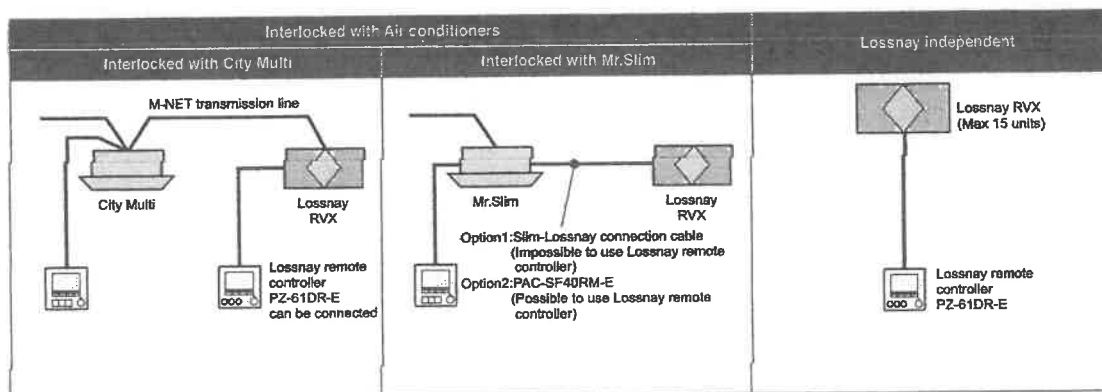 Interlocked with Air conditioners
Lossnay independent
Interlocked with City Multi
Interlocked with Mr.Slim
M-NET transmission line
City Multi
Lossnay
RVX
Lossnay remote
controller
PZ-61DR-E
can be connected
Mr.Slim
Lossnay
RVX
Option1:Slim-Lossnay connection cable
(Impossible to use Lossnay remote
controller)
Option2:PAC-SF40RM-E
(Possible to use Lossnay remote
controller)
Lossnay RVX
(Max 15 units)
Lossnay remote
controller
PZ-61DR-E